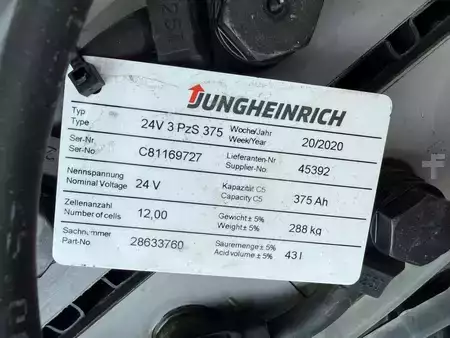 JUNGHEINRICH
Typ
Type
24V 3 PzS 375
Woche/Jahr
Week/Year
20/2020
Ser-Nr.
Ser-No.
C81169727
Lieferanten-Nr
Supplier-No.
45392
Nennspannung
Nominal Voltage
24 V
Kapazität C5
Capacity C5
375 Ah
Zellenanzahl
Number of cells
12,00
Gewicht± 5%
Weight± 5%
288 kg
Sachnummer
Part-No.
28633760
Säuremenge± 5%
Acid volume± 5%
43 l